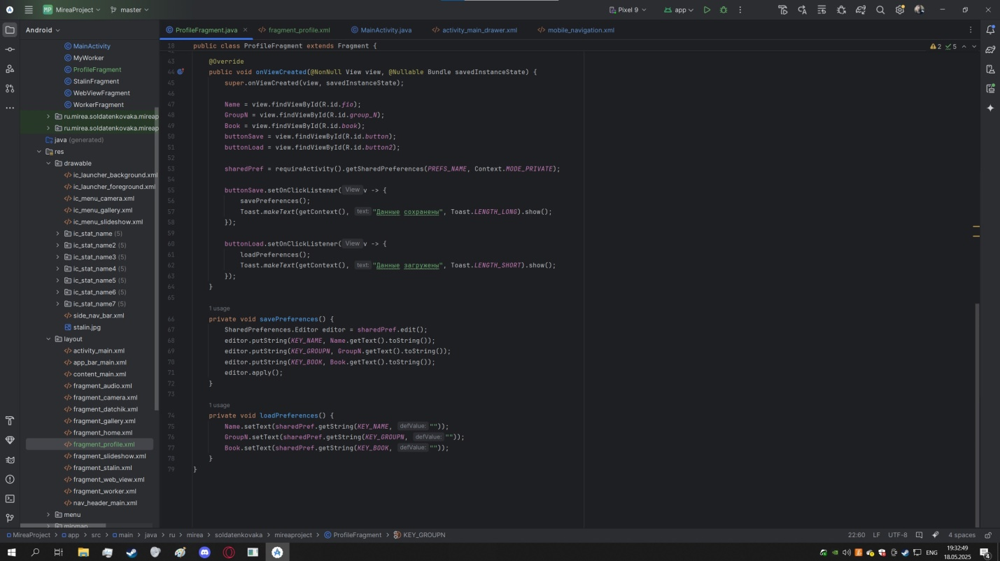 MP MireaProject master Pixel 9 app
Android
ProfileFragment.java fragment_profile.xml MainActivity.java activity_main_drawer.xml mobile_navigation.xml
MainActivity
MyWorker
ProfileFragment
StalinFragment
WebViewFragment
WorkerFragment
ru.mirea.soldatenkovaka.mireap
ru.mirea.soldatenkovaka.mireap
java (generated)
res
drawable
ic_launcher_background.xml
ic_launcher_foreground.xml
ic_menu_camera.xml
ic_menu_gallery.xml
ic_menu_slideshow.xml
ic_stat_name (5)
ic_stat_name2 (5)
ic_stat_name3 (5)
ic_stat_name4 (5)
ic_stat_name5 (5)
ic_stat_name6 (5)
ic_stat_name7 (5)
side_nav_bar.xml
stalin.jpg
layout
activity_main.xml
app_bar_main.xml
content_main.xml
fragment_audio.xml
fragment_camera.xml
fragment_datchik.xml
fragment_gallery.xml
fragment_home.xml
fragment_profile.xml
fragment_slideshow.xml
fragment_stalin.xml
fragment_web_view.xml
fragment_worker.xml
nav_header_main.xml
menu
mipmap
18 public class ProfileFragment extends Fragment { 2 5
43 @Override
44 public void onViewCreated(@NonNull View view, @Nullable Bundle savedInstanceState) {
45 super.onViewCreated(view, savedInstanceState);
46
47 Name = view.findViewById(R.id.fio);
48 GroupN = view.findViewById(R.id.group_N);
49 Book = view.findViewById(R.id.book);
50 buttonSave = view.findViewById(R.id.button);
51 buttonLoad = view.findViewById(R.id.button2);
52
53 sharedPref = requireActivity().getSharedPreferences(PREFS_NAME, Context.MODE_PRIVATE);
54
55 buttonSave.setOnClickListener( View v -> {
56 savePreferences();
57 Toast.makeText(getContext(), text: "Данные сохранены", Toast.LENGTH_LONG).show();
58 });
59
60 buttonLoad.setOnClickListener( View v -> {
61 loadPreferences();
62 Toast.makeText(getContext(), text: "Данные загружены", Toast.LENGTH_SHORT).show();
63 });
64 }
65
1 usage
66 private void savePreferences() {
67 SharedPreferences.Editor editor = sharedPref.edit();
68 editor.putString(KEY_NAME, Name.getText().toString());
69 editor.putString(KEY_GROUPN, GroupN.getText().toString());
70 editor.putString(KEY_BOOK, Book.getText().toString());
71 editor.apply();
72 }
73
1 usage
74 private void loadPreferences() {
75 Name.setText(sharedPref.getString(KEY_NAME, defValue: ""));
76 GroupN.setText(sharedPref.getString(KEY_GROUPN, defValue: ""));
77 Book.setText(sharedPref.getString(KEY_BOOK, defValue: ""));
78 }
79 }
MireaProject app src main java ru mirea soldatenkovaka mireaproject ProfileFragment KEY_GROUPN 22:60 LF UTF-8 4 spaces
ENG 19:32:49
18.05.2025 4